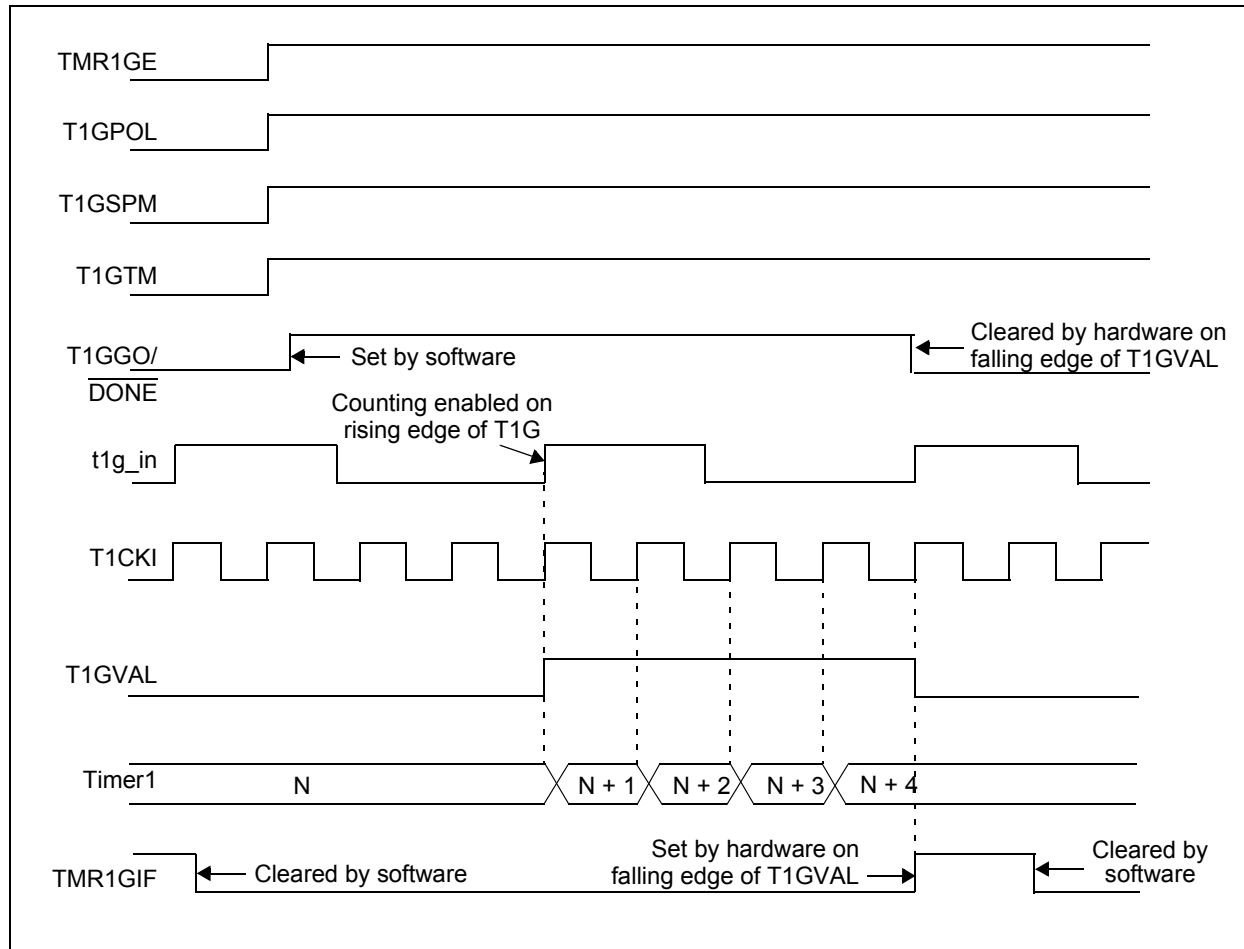 TMR1GE
T1GPOL
T1GSPM
T1GTM
T1GGO/
DONE
Set by software
Cleared by hardware on
falling edge of T1GVAL
Counting enabled on
rising edge of T1G
t1g_in
T1CKI
T1GVAL
Timer1
N
N + 1
N + 2
N + 3
N + 4
TMR1GIF
Cleared by software
Set by hardware on
falling edge of T1GVAL
Cleared by
software